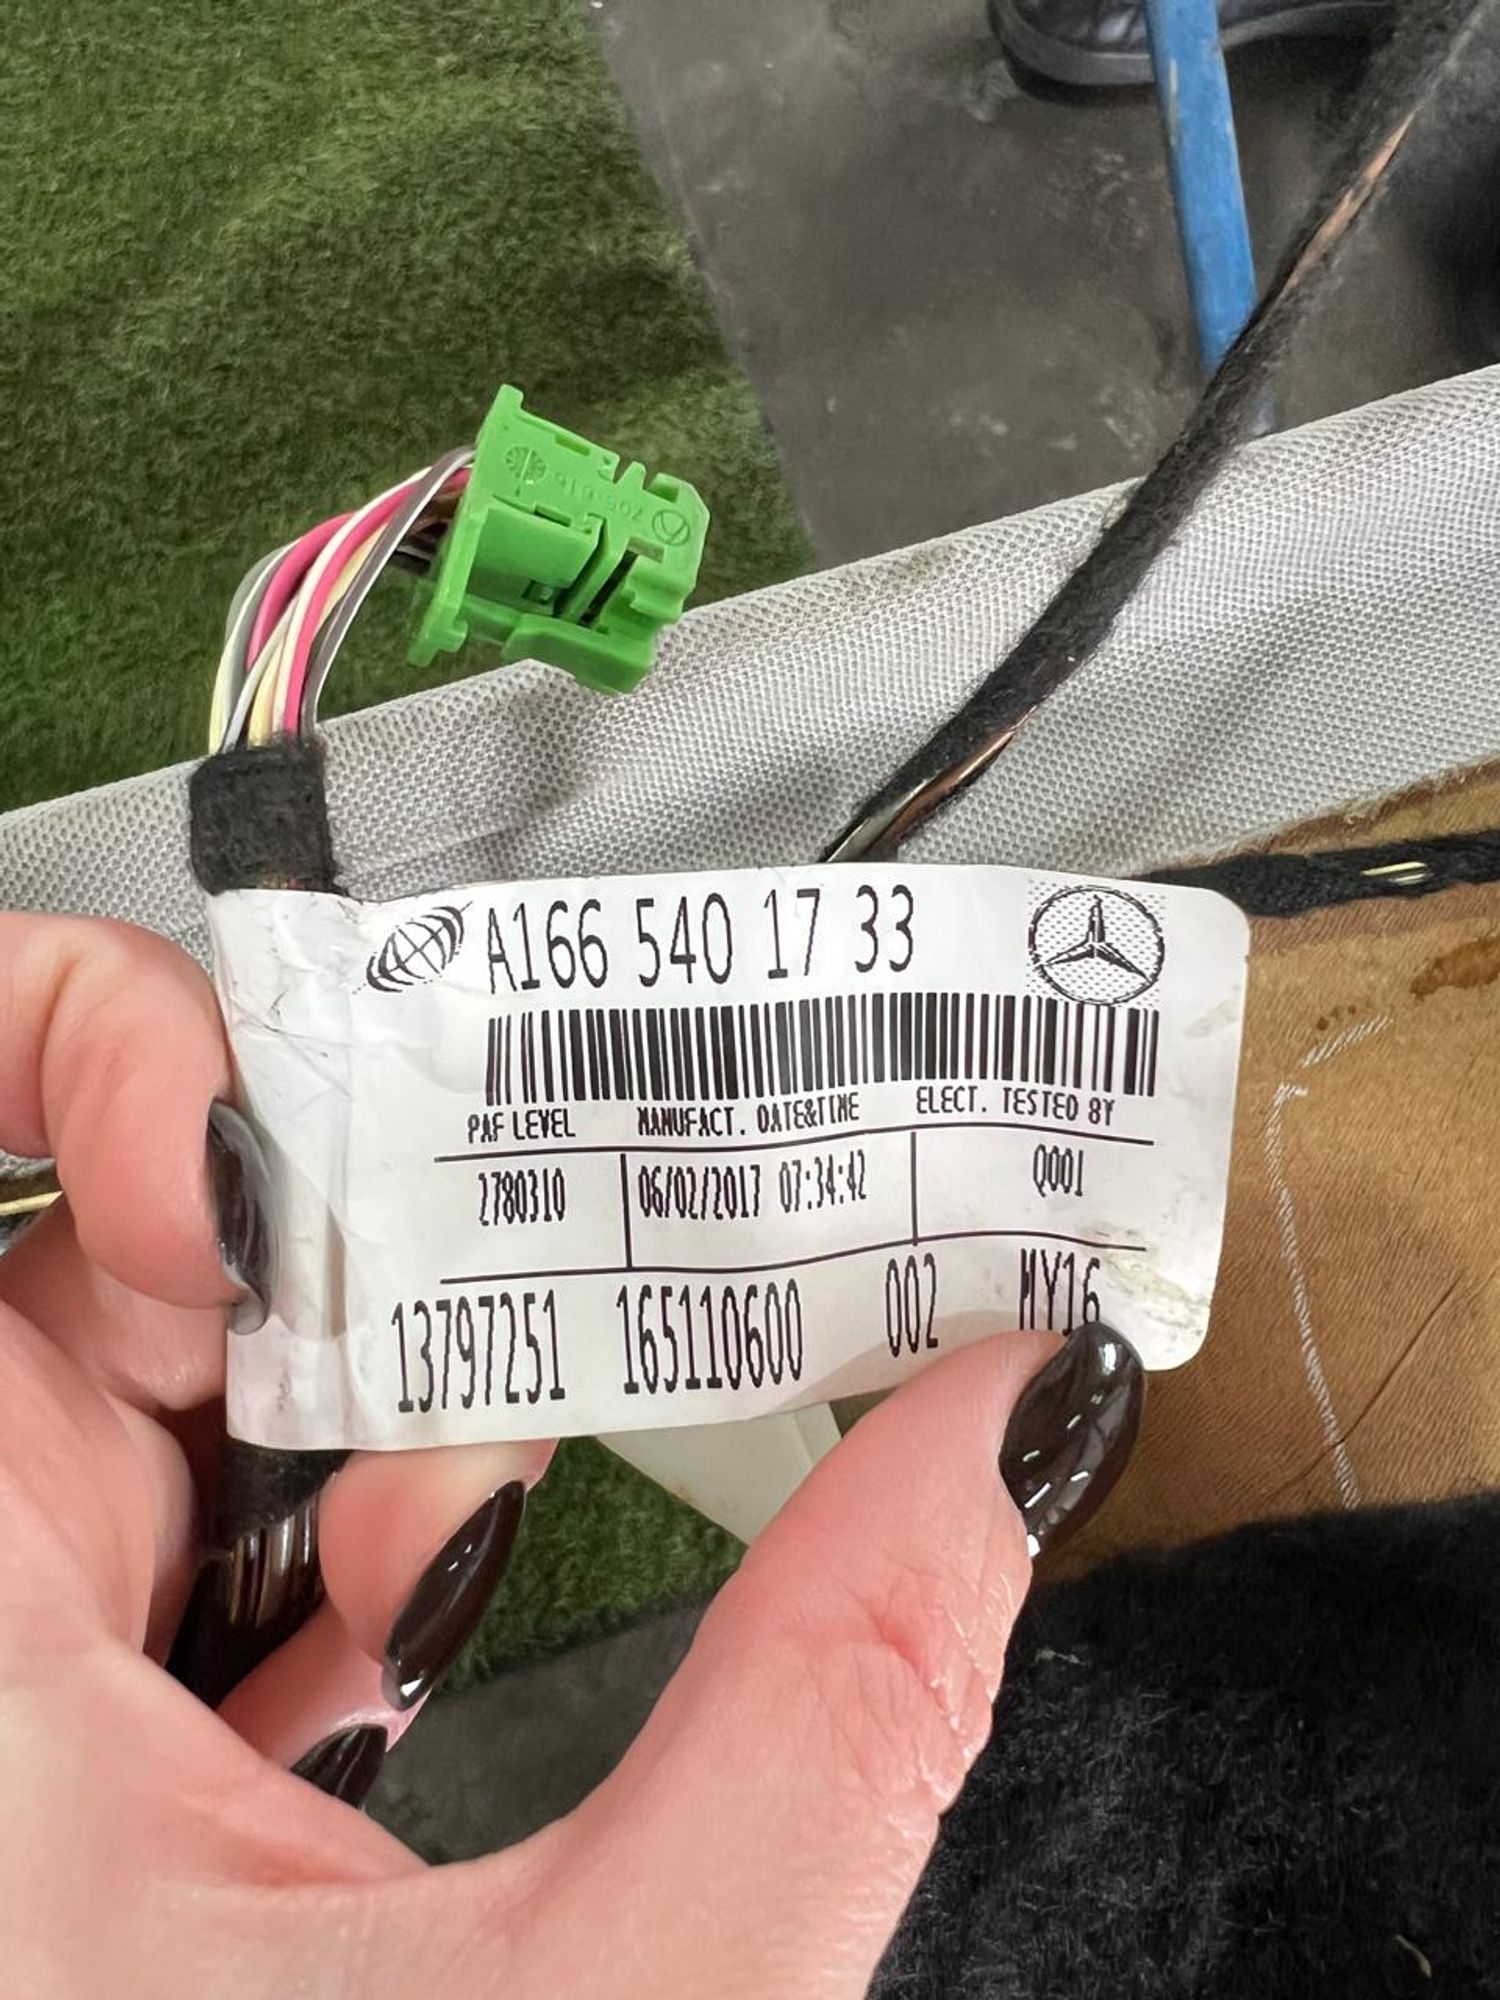 A166 540 17 33
PAF LEVEL MANUFACT. DATE&TIME ELECT. TESTED BY
2780310 06/02/2017 07:34:42 Q001
13797251 165110600 002 MY16